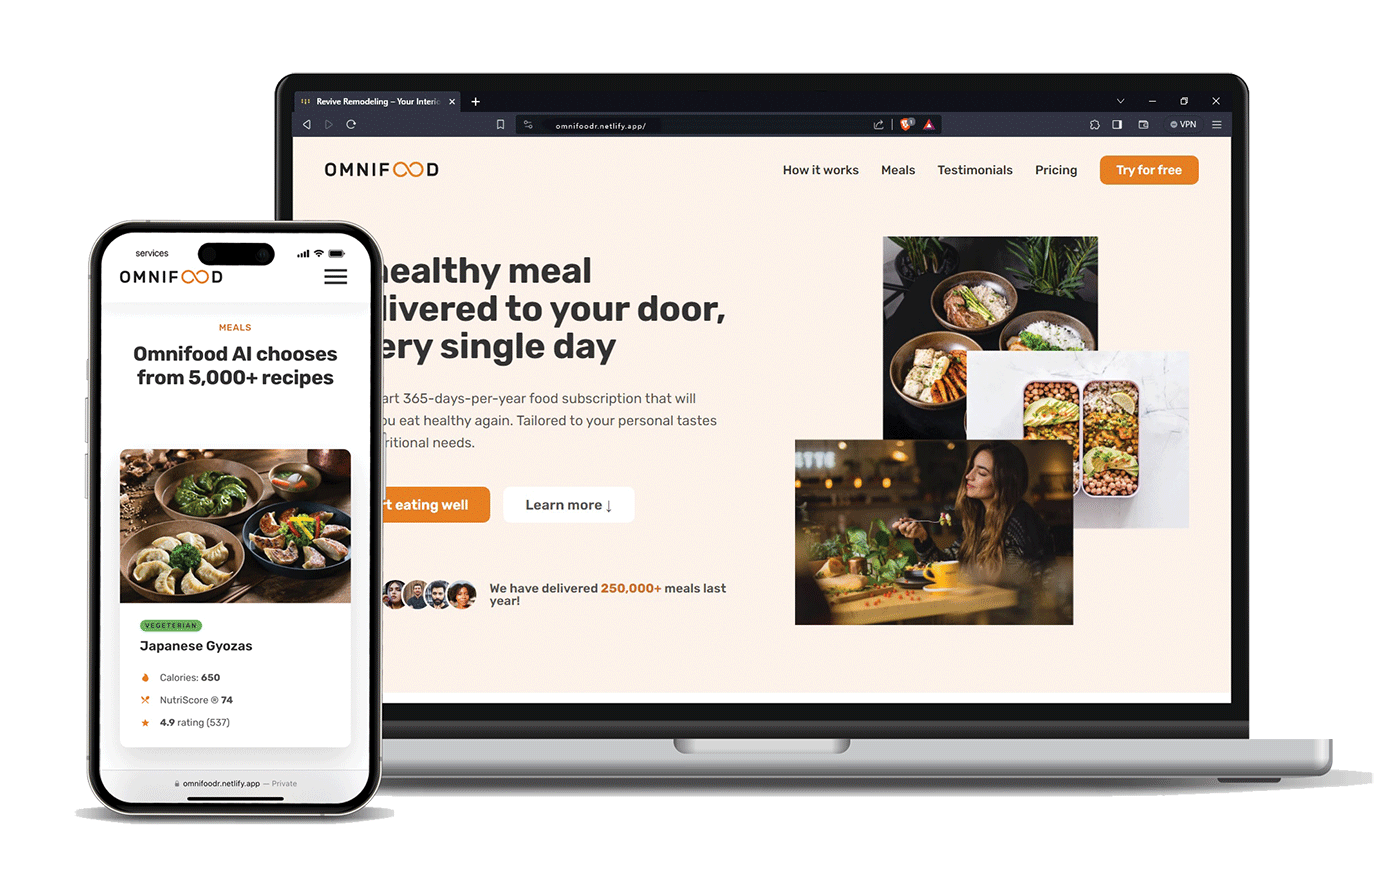 Revive Remodeling – Your Interic
omnifoodr.netlify.app/
VPN
OMNIFOOD
How it works
Meals
Testimonials
Pricing
Try for free
healthy meal
livered to your door,
ery single day
art 365-days-per-year food subscription that will
ou eat healthy again. Tailored to your personal tastes
ritional needs.
rt eating well
Learn more ↓
We have delivered 250,000+ meals last
year!
services
OMNIFOOD
MEALS
Omnifood AI chooses
from 5,000+ recipes
VEGETERIAN
Japanese Gyozas
Calories: 650
NutriScore ® 74
4.9 rating (537)
omnifoodr.netlify.app — Private